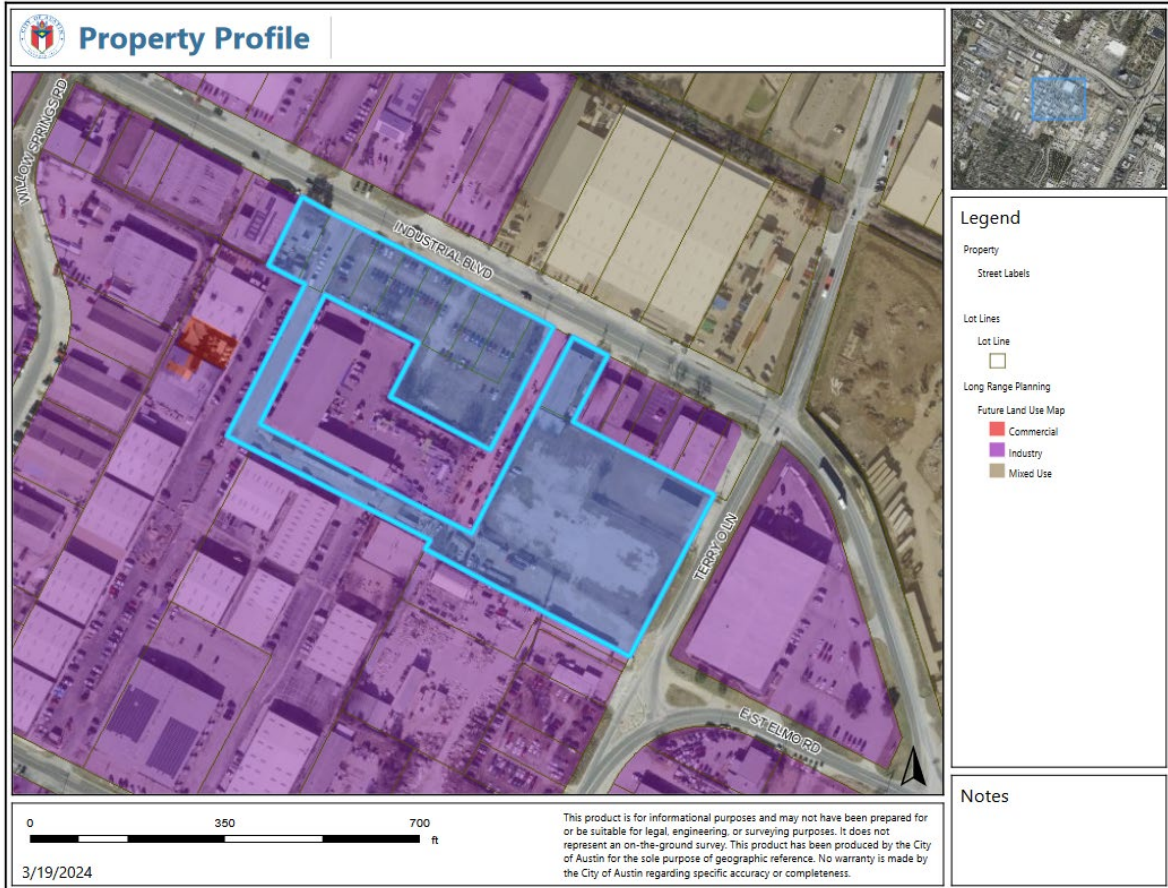 Property Profile
WILLOW SPRINGS RD
INDUSTRIAL BLVD
TERRY O LN
E ST ELMO RD
Legend
Property
Street Labels
Lot Lines
Lot Line
Long Range Planning
Future Land Use Map
Commercial
Industry
Mixed Use
Notes
0 350 700
ft
3/19/2024
This product is for informational purposes and may not have been prepared for
or be suitable for legal, engineering, or surveying purposes. It does not
represent an on-the-ground survey. This product has been produced by the City
of Austin for the sole purpose of geographic reference. No warranty is made by
the City of Austin regarding specific accuracy or completeness.